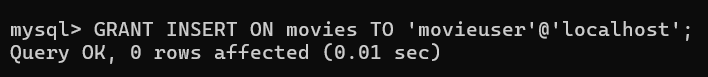 mysql> GRANT INSERT ON movies TO 'movieuser'@'localhost';
Query OK, 0 rows affected (0.01 sec)